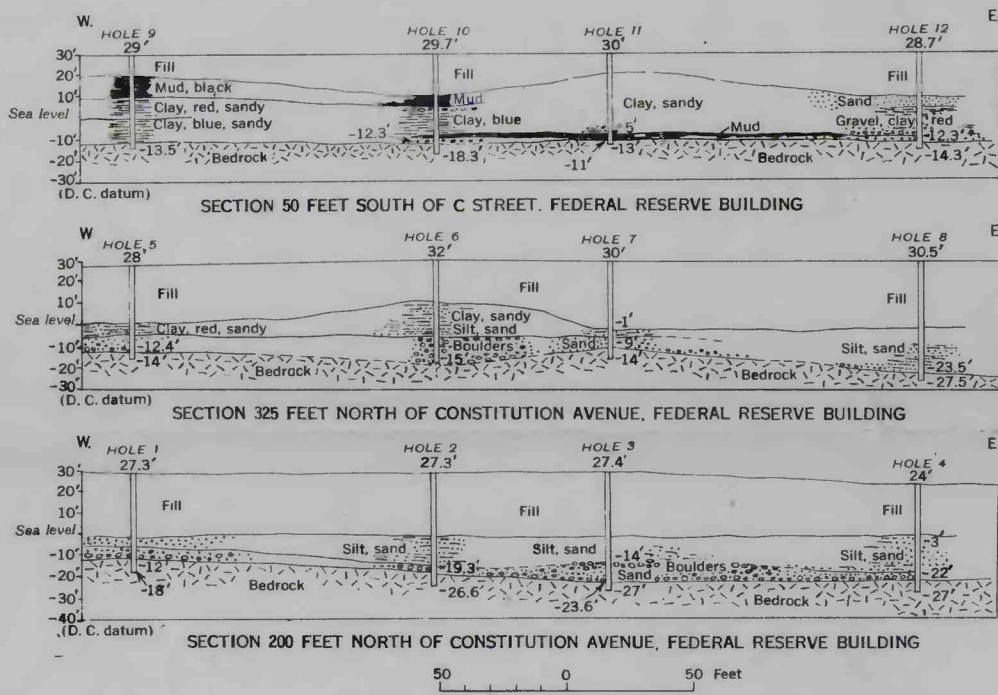 W.
E.
HOLE 9
29'
HOLE 10
29.7'
HOLE 11
30'
HOLE 12
28.7'
30'
20'
10'
Sea level
-10'
-20'
-30'
(D. C. datum)
Fill
Mud, black
Clay, red, sandy
Clay, blue, sandy
-13.5'
Bedrock
Fill
Mud
Clay, blue
-12.3'
-18.3'
Clay, sandy
-5'
Mud
-13'
-11'
Fill
Sand
Gravel, clay, red
-12.3'
-14.3'
Bedrock
SECTION 50 FEET SOUTH OF C STREET, FEDERAL RESERVE BUILDING
W
E
HOLE 5
28'
HOLE 6
32'
HOLE 7
30'
HOLE 8
30.5'
30'
20'
10'
Sea level
-10'
-20'
-30'
(D. C. datum)
Fill
Clay, red, sandy
-12.4'
-14'
Bedrock
Clay, sandy
Silt, sand
Boulders
15'
Fill
-1'
Sand
-9'
-14'
Bedrock
Silt, sand
-23.5'
-27.5'
SECTION 325 FEET NORTH OF CONSTITUTION AVENUE, FEDERAL RESERVE BUILDING
W.
E.
HOLE 1
27.3'
HOLE 2
27.3'
HOLE 3
27.4'
HOLE 4
24'
30'
20'
10'
Sea level
-10'
-20'
-30'
-40
(D. C. datum)
Fill
-12'
-18'
Bedrock
Silt, sand
-19.3'
-26.6'
Fill
Silt, sand
-14'
Boulders
Sand
-27'
-23.6'
Fill
-3'
Silt, sand
-22'
-27'
Bedrock
SECTION 200 FEET NORTH OF CONSTITUTION AVENUE, FEDERAL RESERVE BUILDING
50 0 50 Feet